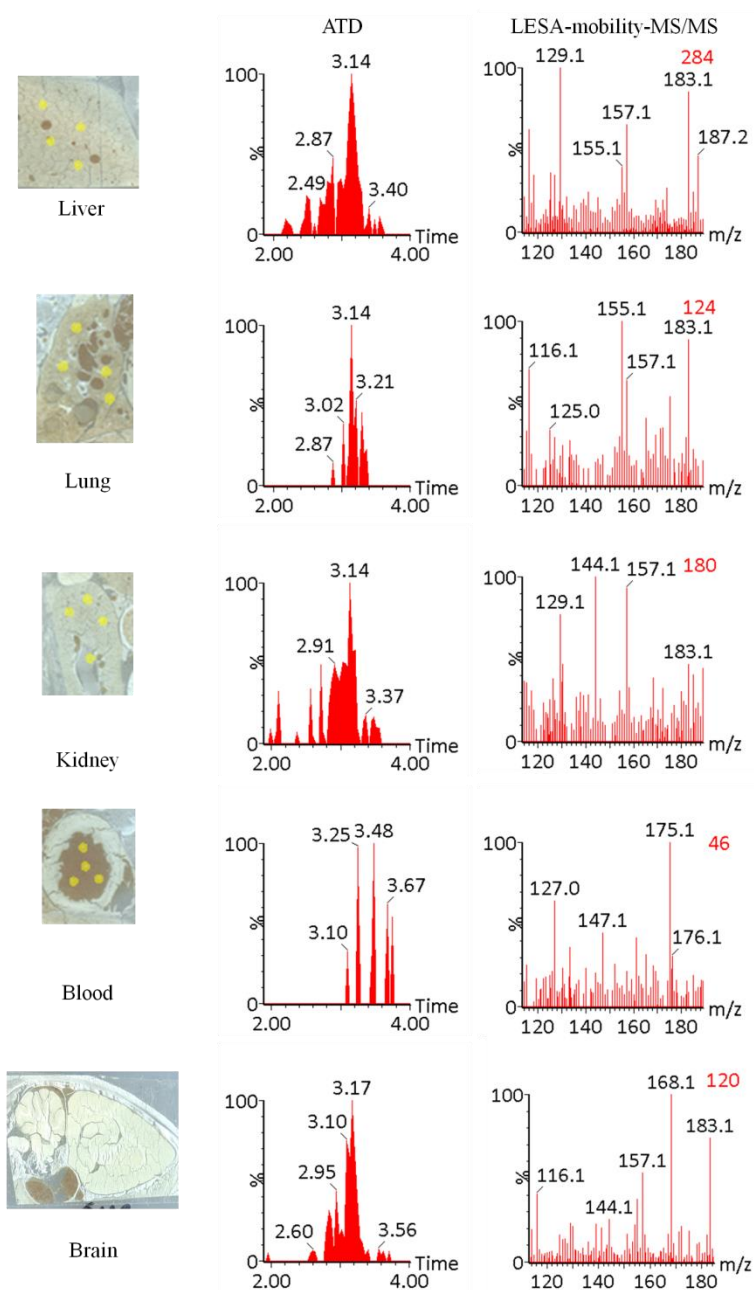 ATD LESA-mobility-MS/MS
100 3.14 2.87 2.49 3.40 % 0 2.00 4.00 Time
100 129.1 284 183.1 157.1 155.1 187.2 % 0 120 140 160 180 m/z
Liver
100 3.14 3.21 3.02 2.87 % 0 2.00 4.00 Time
100 155.1 124 183.1 116.1 157.1 125.0 % 0 120 140 160 180 m/z
Lung
100 3.14 2.91 3.37 % 0 2.00 4.00 Time
100 144.1 157.1 180 129.1 183.1 % 0 120 140 160 180 m/z
Kidney
100 3.25 3.48 3.67 3.10 % 0 2.00 4.00 Time
100 175.1 46 127.0 147.1 176.1 % 0 120 140 160 180 m/z
Blood
100 3.17 3.10 2.95 2.60 3.56 % 0 2.00 4.00 Time
100 168.1 120 183.1 157.1 116.1 144.1 % 0 120 140 160 180 m/z
Brain